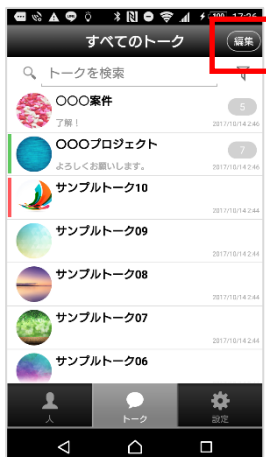 100 17:26
すべてのトーク
編集
トークを検索
〇〇〇案件
5
了解！
2017/10/14 2:46
〇〇〇プロジェクト
7
よろしくお願いします。
2017/10/14 2:46
サンプルトーク10
2017/10/14 2:44
サンプルトーク09
2017/10/14 2:44
サンプルトーク08
2017/10/14 2:44
サンプルトーク07
2017/10/14 2:44
サンプルトーク06
人
トーク
設定